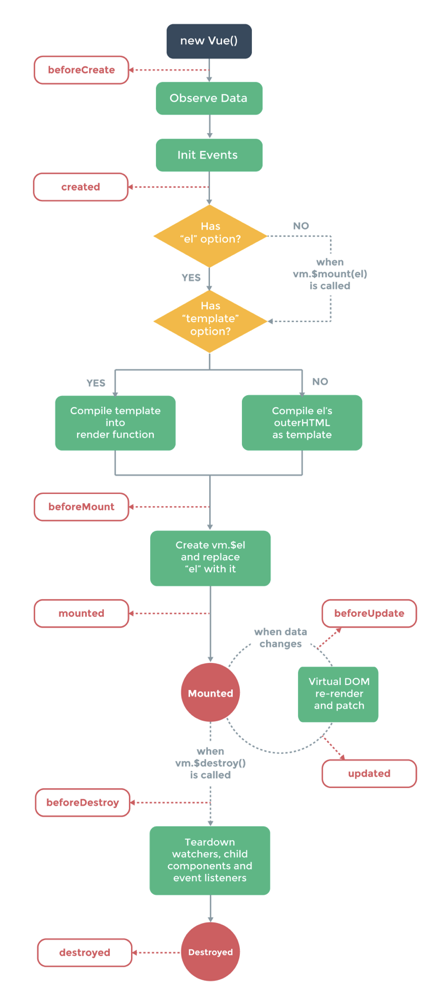 new Vue()
beforeCreate
Observe Data
Init Events
created
Has
"el" option?
NO
when
vm.$mount(el)
is called
YES
Has
"template"
option?
YES
NO
Compile template
into
render function
Compile el's
outerHTML
as template
beforeMount
Create vm.$el
and replace
"el" with it
mounted
beforeUpdate
when data
changes
Mounted
Virtual DOM
re-render
and patch
when
vm.$destroy()
is called
updated
beforeDestroy
Teardown
watchers, child
components and
event listeners
destroyed
Destroyed